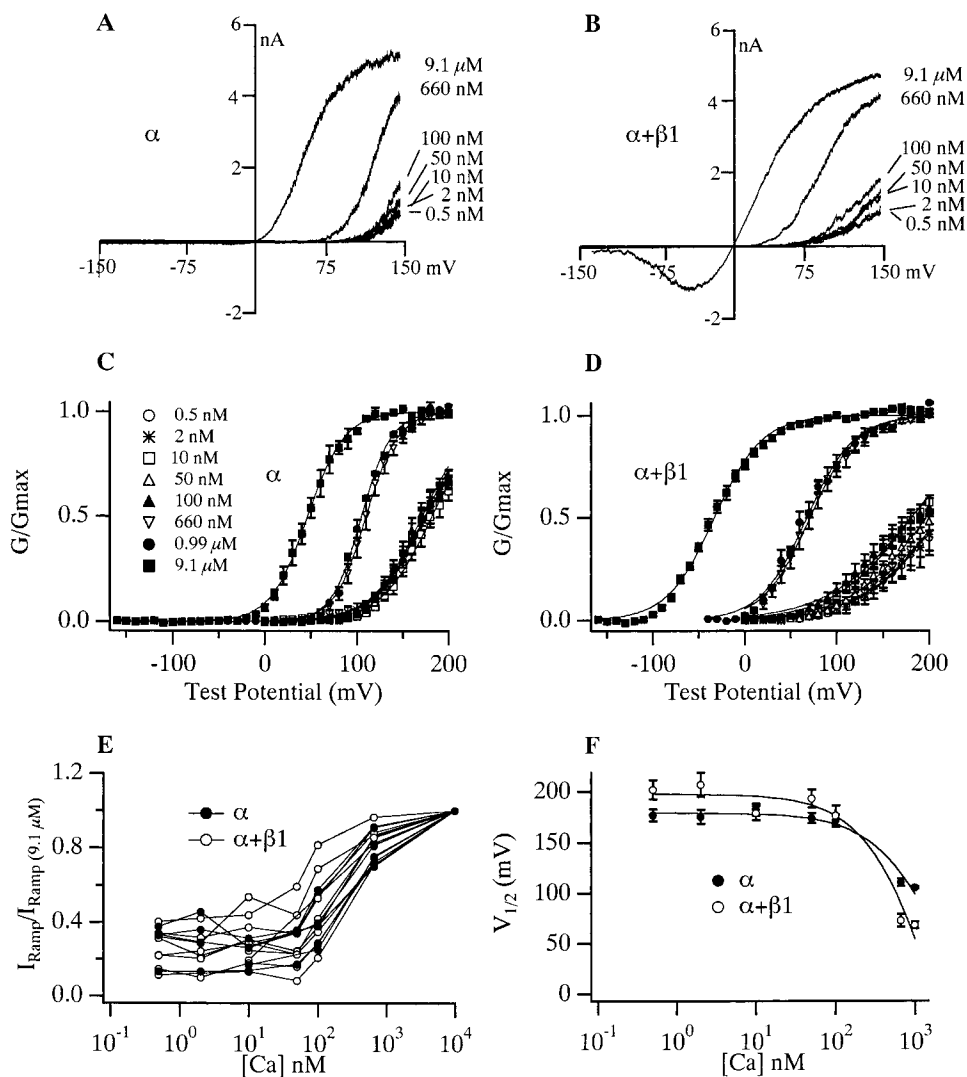 A
6
nA
4
2
-2
-150
-75
75
150 mV
α
9.1 µM
660 nM
100 nM
50 nM
10 nM
2 nM
0.5 nM
B
6
nA
4
2
-2
-150
-75
75
150 mV
α+β1
9.1 µM
660 nM
100 nM
50 nM
10 nM
2 nM
0.5 nM
C
G/Gmax
1.0
0.5
0.0
0.5 nM
2 nM
10 nM
50 nM
100 nM
660 nM
0.99 µM
9.1 µM
α
-100
0
100
200
Test Potential (mV)
D
G/Gmax
1.0
0.5
0.0
α+β1
-100
0
100
200
Test Potential (mV)
E
I Ramp/I Ramp (9.1 µM)
1.2
0.8
0.4
0.0
α
α+β1
10-1
100
101
102
103
104
[Ca] nM
F
V1/2 (mV)
200
150
100
50
0
α
α+β1
10-1
100
101
102
103
[Ca] nM